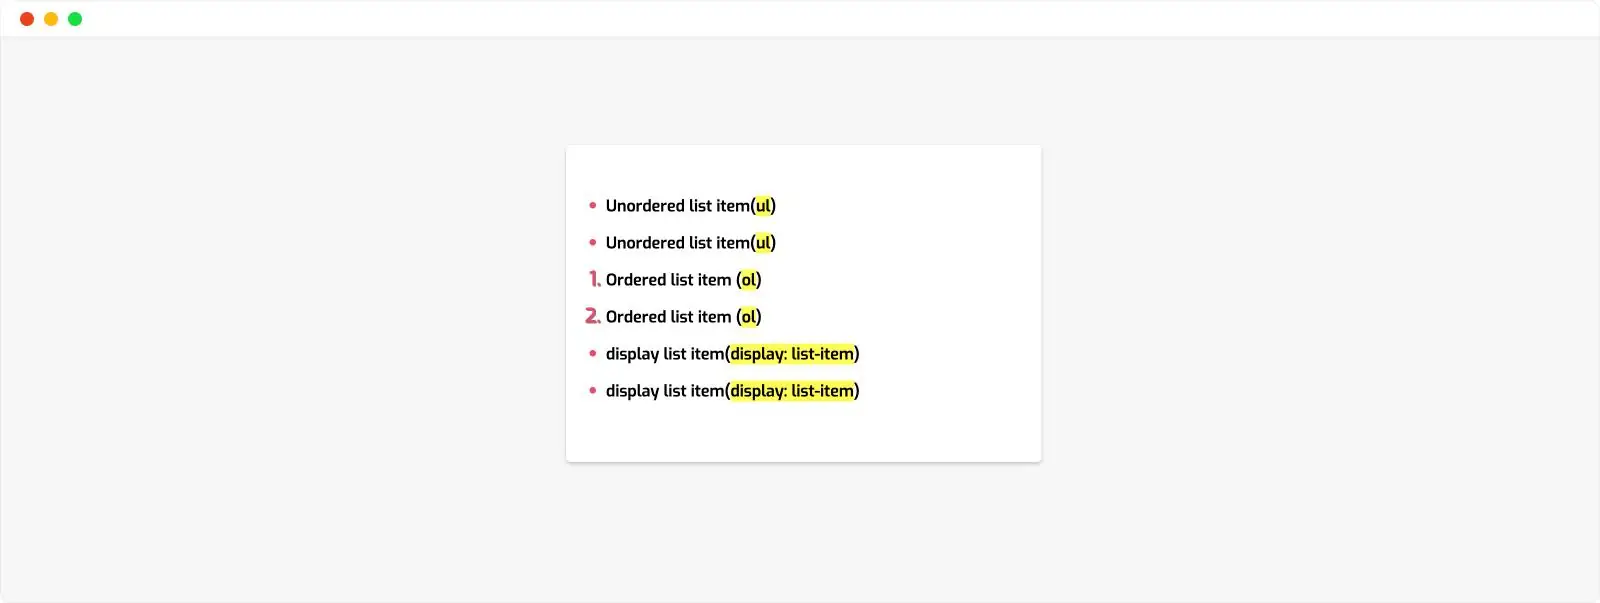 • Unordered list item(ul)
• Unordered list item(ul)
1. Ordered list item (ol)
2. Ordered list item (ol)
• display list item(display: list-item)
• display list item(display: list-item)